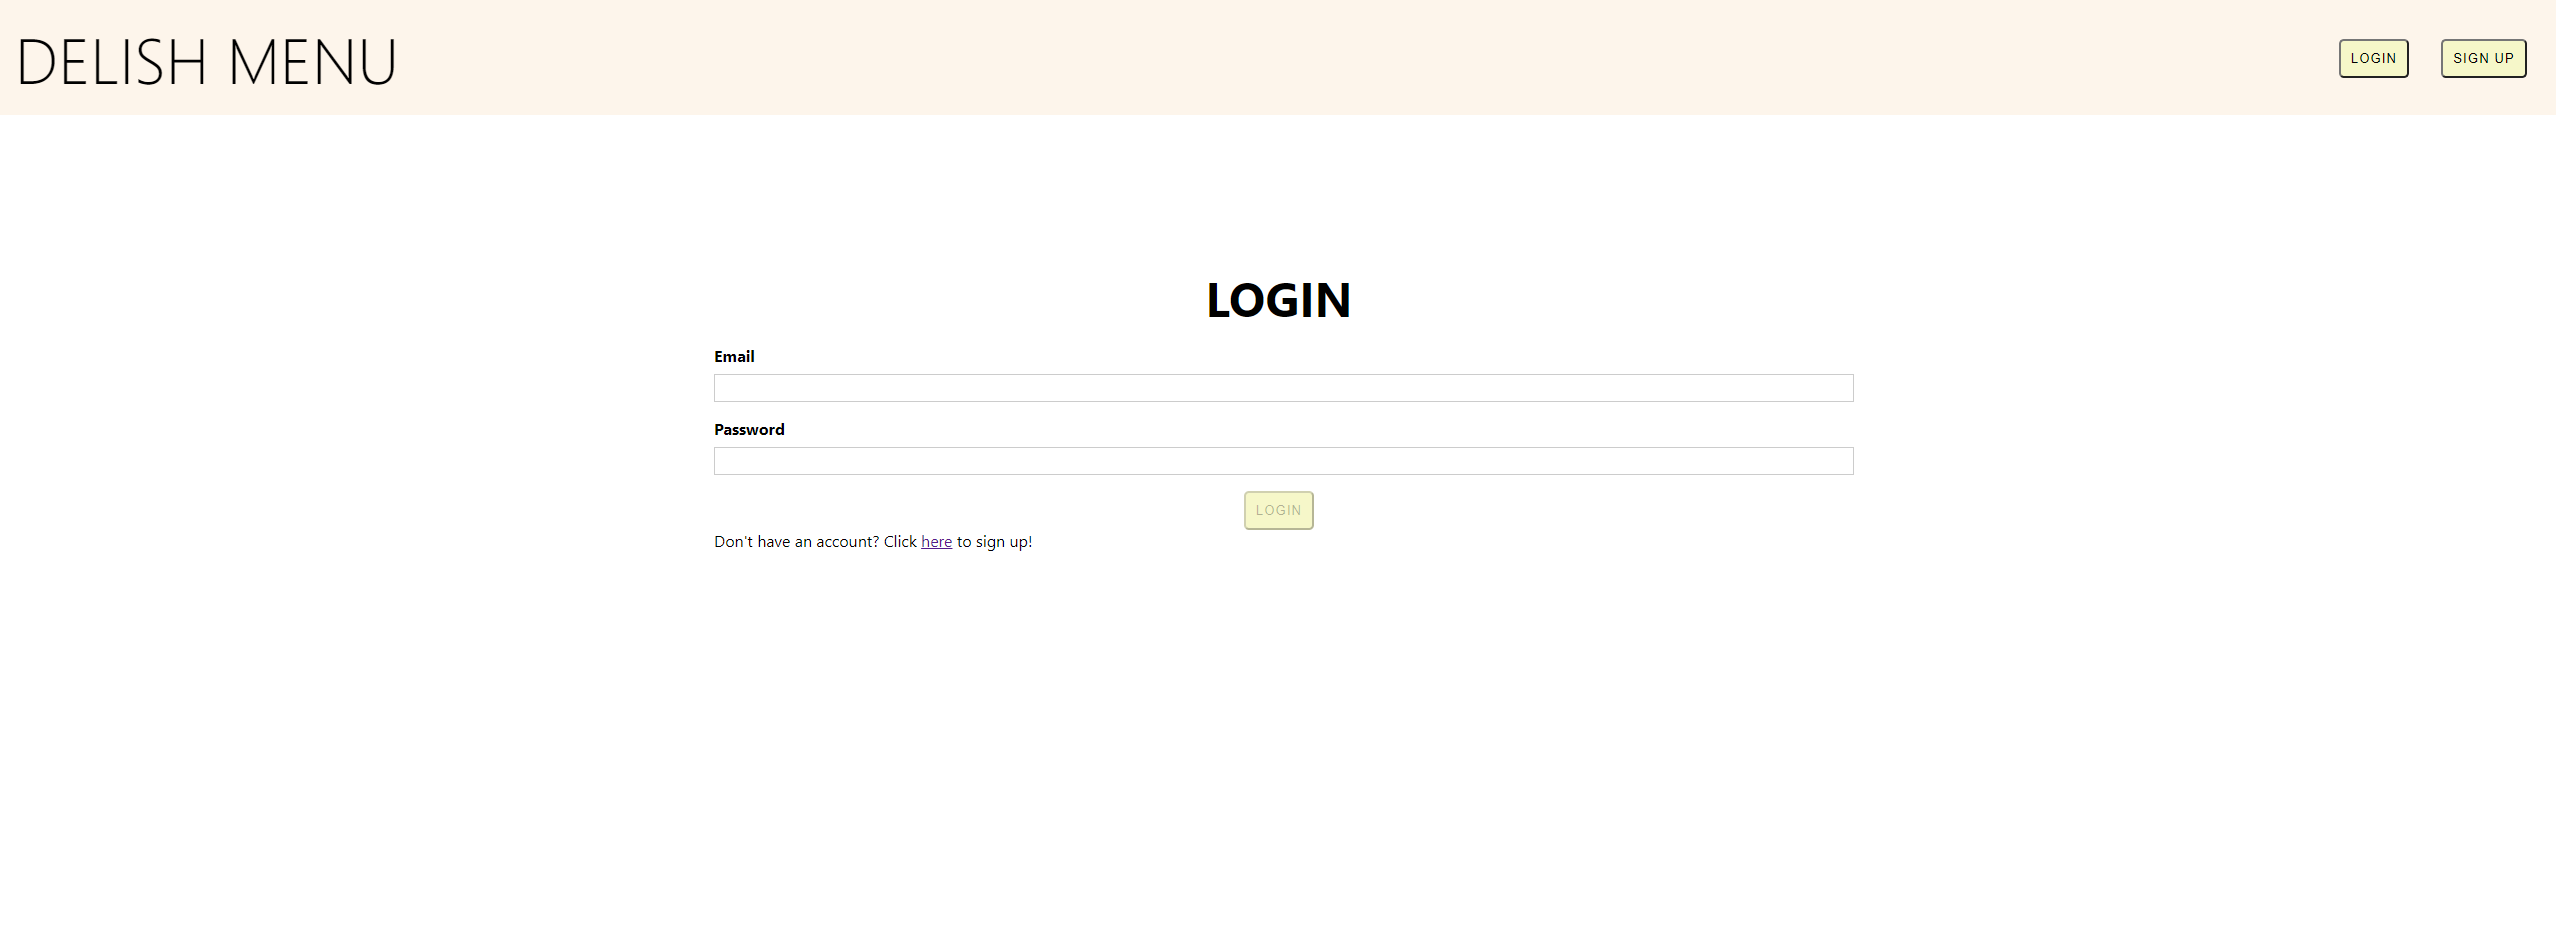 DELISH MENU
LOGIN
SIGN UP
LOGIN
Email
Password
LOGIN
Don't have an account? Click here to sign up!